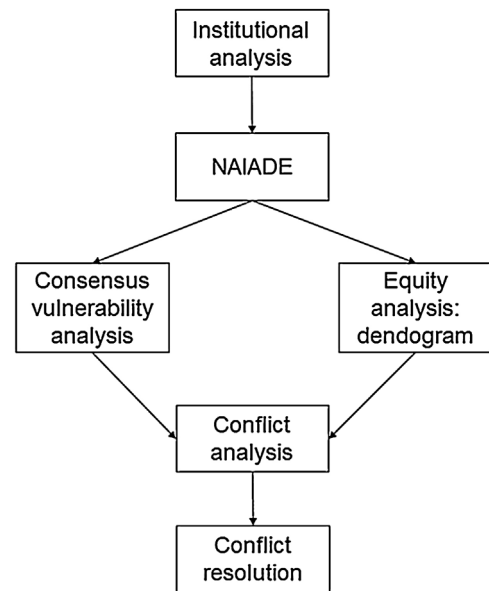 Institutional
analysis
NAIADE
Consensus
vulnerability
analysis
Equity
analysis:
dendogram
Conflict
analysis
Conflict
resolution